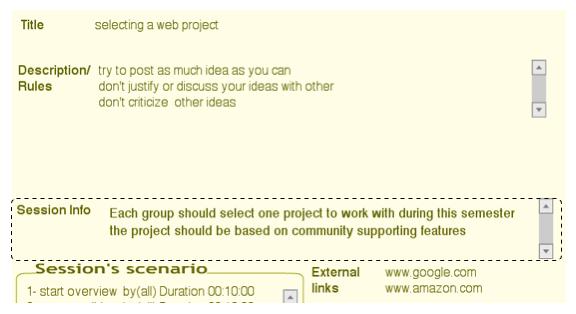 Title selecting a web project
Description/ try to post as much idea as you can
Rules don't justify or discuss your ideas with other
don't criticize other ideas
Session Info Each group should select one project to work with during this semester
the project should be based on community supporting features
Session's scenario
External www.google.com
links www.amazon.com
1- start overview by(all) Duration 00:10:00